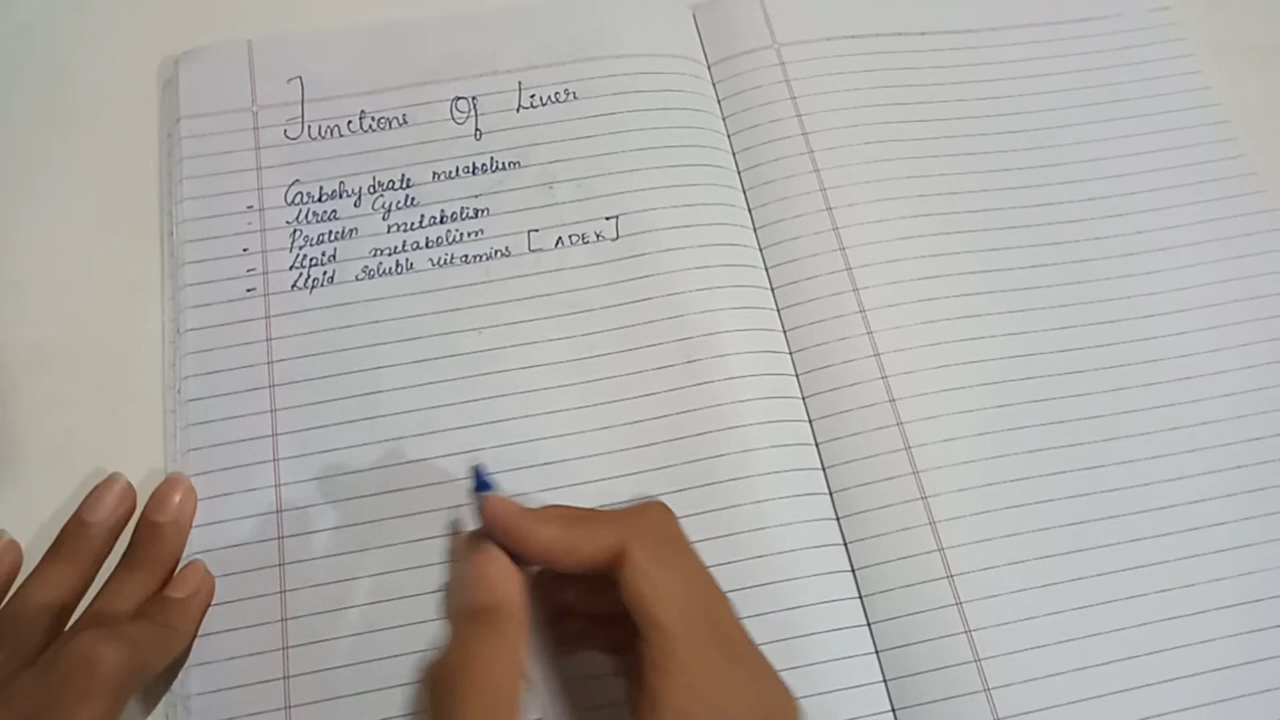 Functions Of Liver
- Carbohydrate metabolism
- Urea Cycle
- Protein metabolism
- Lipid metabolism
- Lipid soluble vitamins [ADEK]